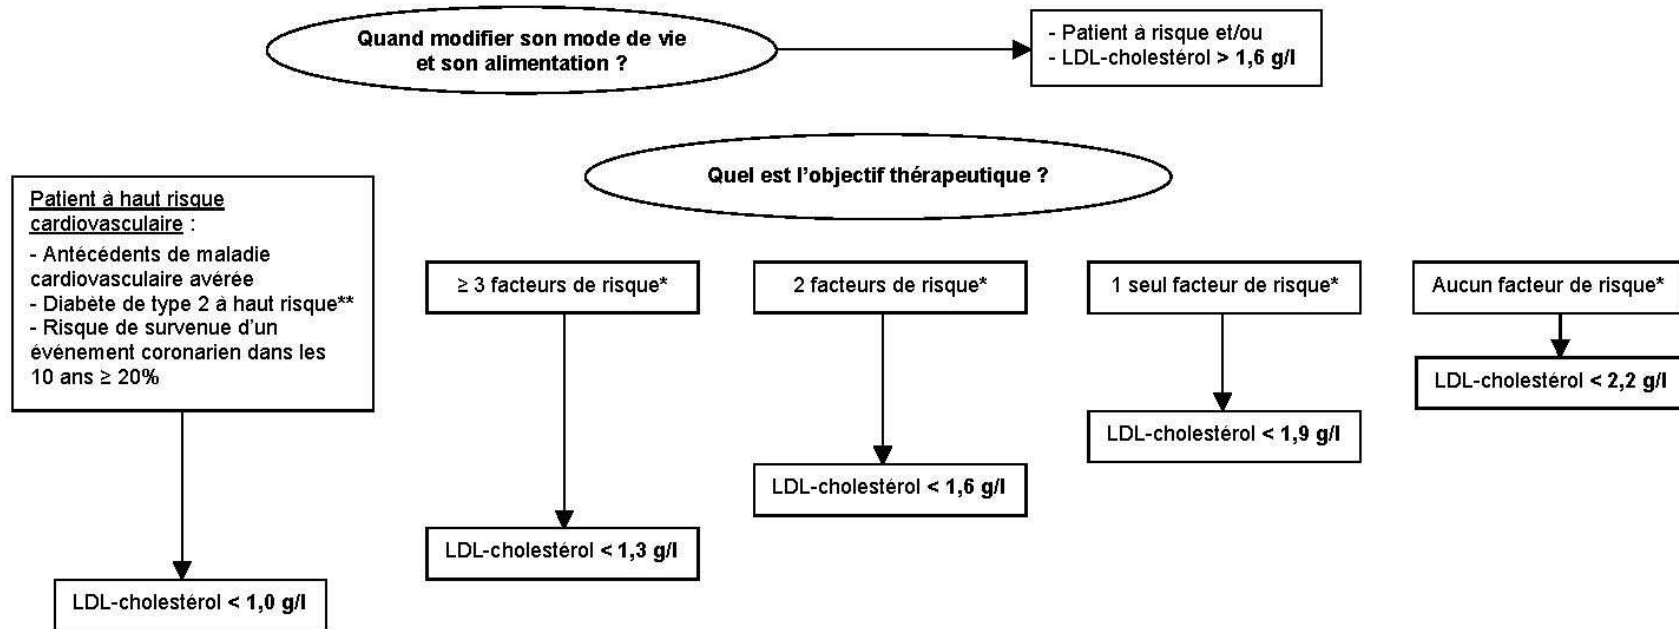 Quand modifier son mode de vie
et son alimentation ?
- Patient à risque et/ou
- LDL-cholestérol > 1,6 g/l
Quel est l'objectif thérapeutique ?
Patient à haut risque
cardiovasculaire :
- Antécédents de maladie
cardiovasculaire avérée
- Diabète de type 2 à haut risque**
- Risque de survenue d'un
événement coronarien dans les
10 ans ≥ 20%
≥ 3 facteurs de risque*
2 facteurs de risque*
1 seul facteur de risque*
Aucun facteur de risque*
LDL-cholestérol < 2,2 g/l
LDL-cholestérol < 1,9 g/l
LDL-cholestérol < 1,6 g/l
LDL-cholestérol < 1,3 g/l
LDL-cholestérol < 1,0 g/l